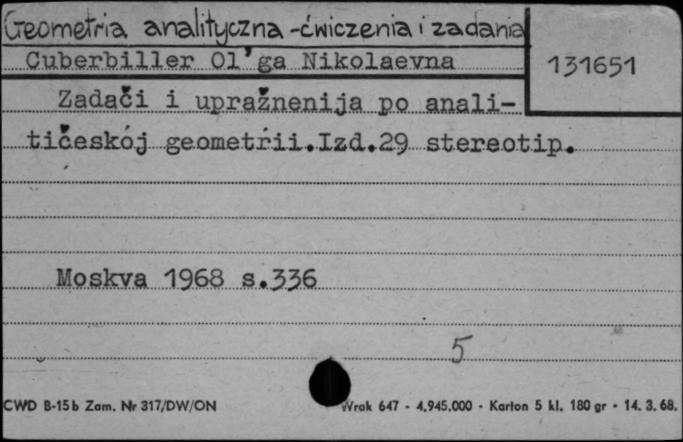 Geometria analityczna - ćwiczenia i zadania
Cuberbiller Ol'ga Nikolaevna
131651
Zadači i upražnenija po anali-
tičeskój geometrii.Izd.29 stereotip.
Moskva 1968 s.336
5
CWD B-15b Zam. Nr 317/DW/ON
Wrak 647 - 4.945.000 - Karton 5 kl. 180 gr - 14. 3. 68.